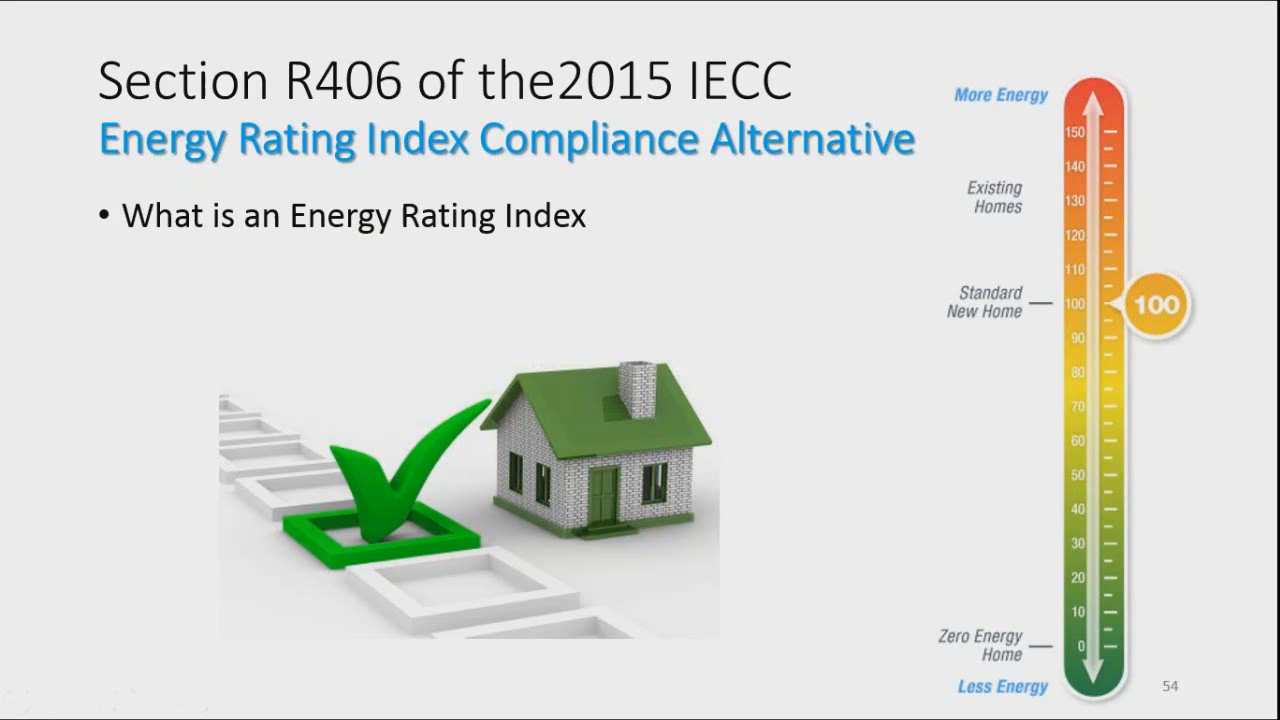 Section R406 of the2015 IECC
Energy Rating Index Compliance Alternative
• What is an Energy Rating Index
More Energy
150
140
Existing
Homes
130
120
110
Standard
New Home
100
100
90
80
70
60
50
40
30
20
10
Zero Energy
Home
0
Less Energy
54